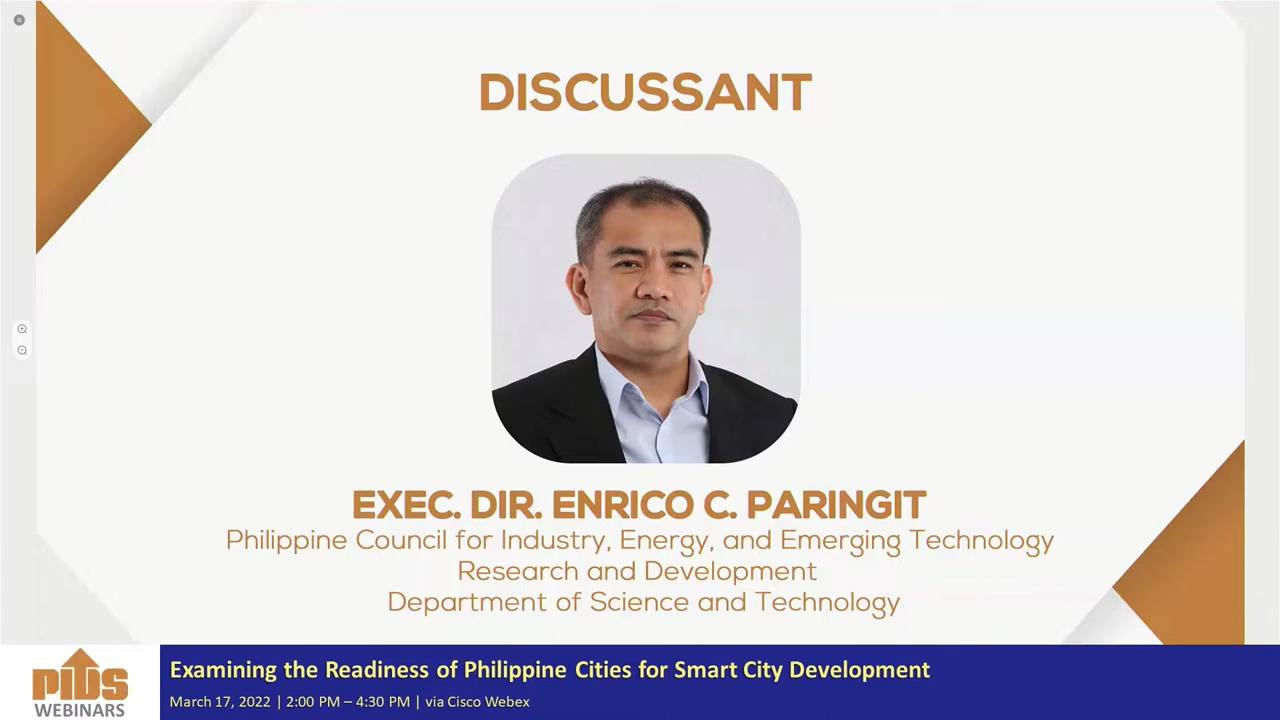 DISCUSSANT
EXEC. DIR. ENRICO C. PARINGIT
Philippine Council for Industry, Energy, and Emerging Technology
Research and Development
Department of Science and Technology
PIDS
WEBINARS
Examining the Readiness of Philippine Cities for Smart City Development
March 17, 2022 | 2:00 PM – 4:30 PM | via Cisco Webex